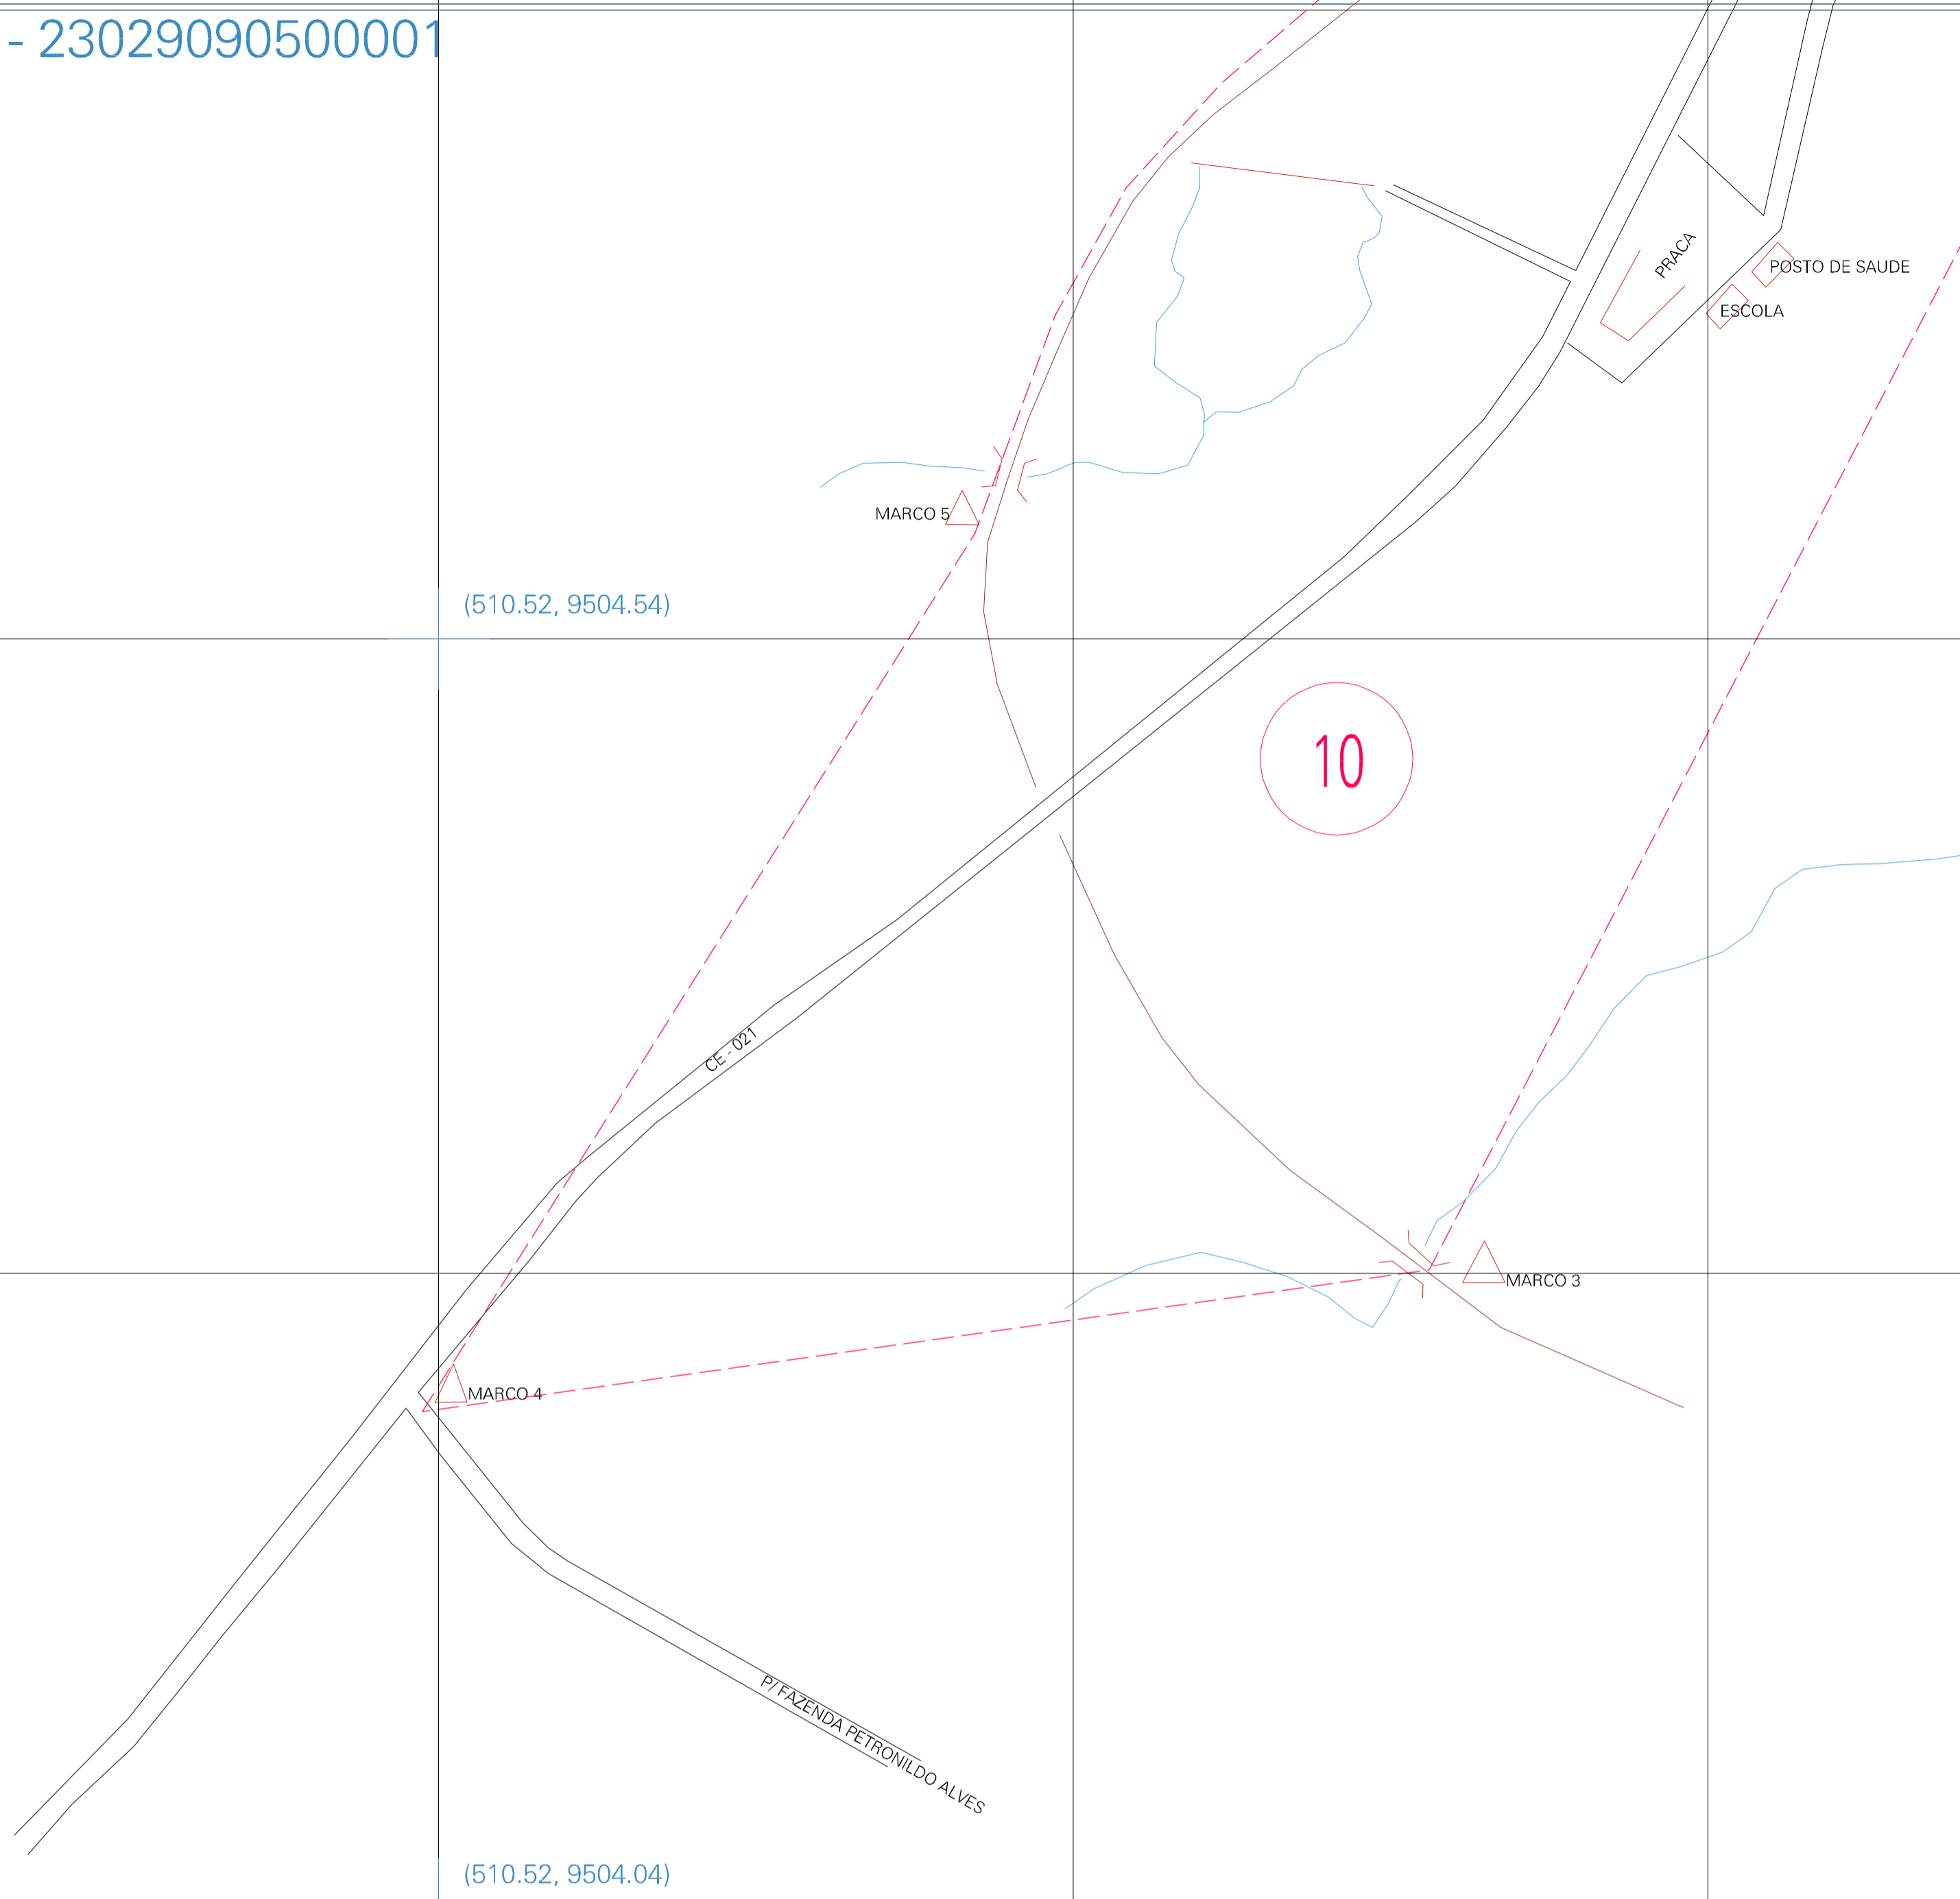 - 23029090500001
PRACA
POSTO DE SAUDE
ESCOLA
MARCO 5
(510.52, 9504.54)
10
CE - 021
MARCO 3
MARCO 4
P/ FAZENDA PETRONILDO ALVES
(510.52, 9504.04)